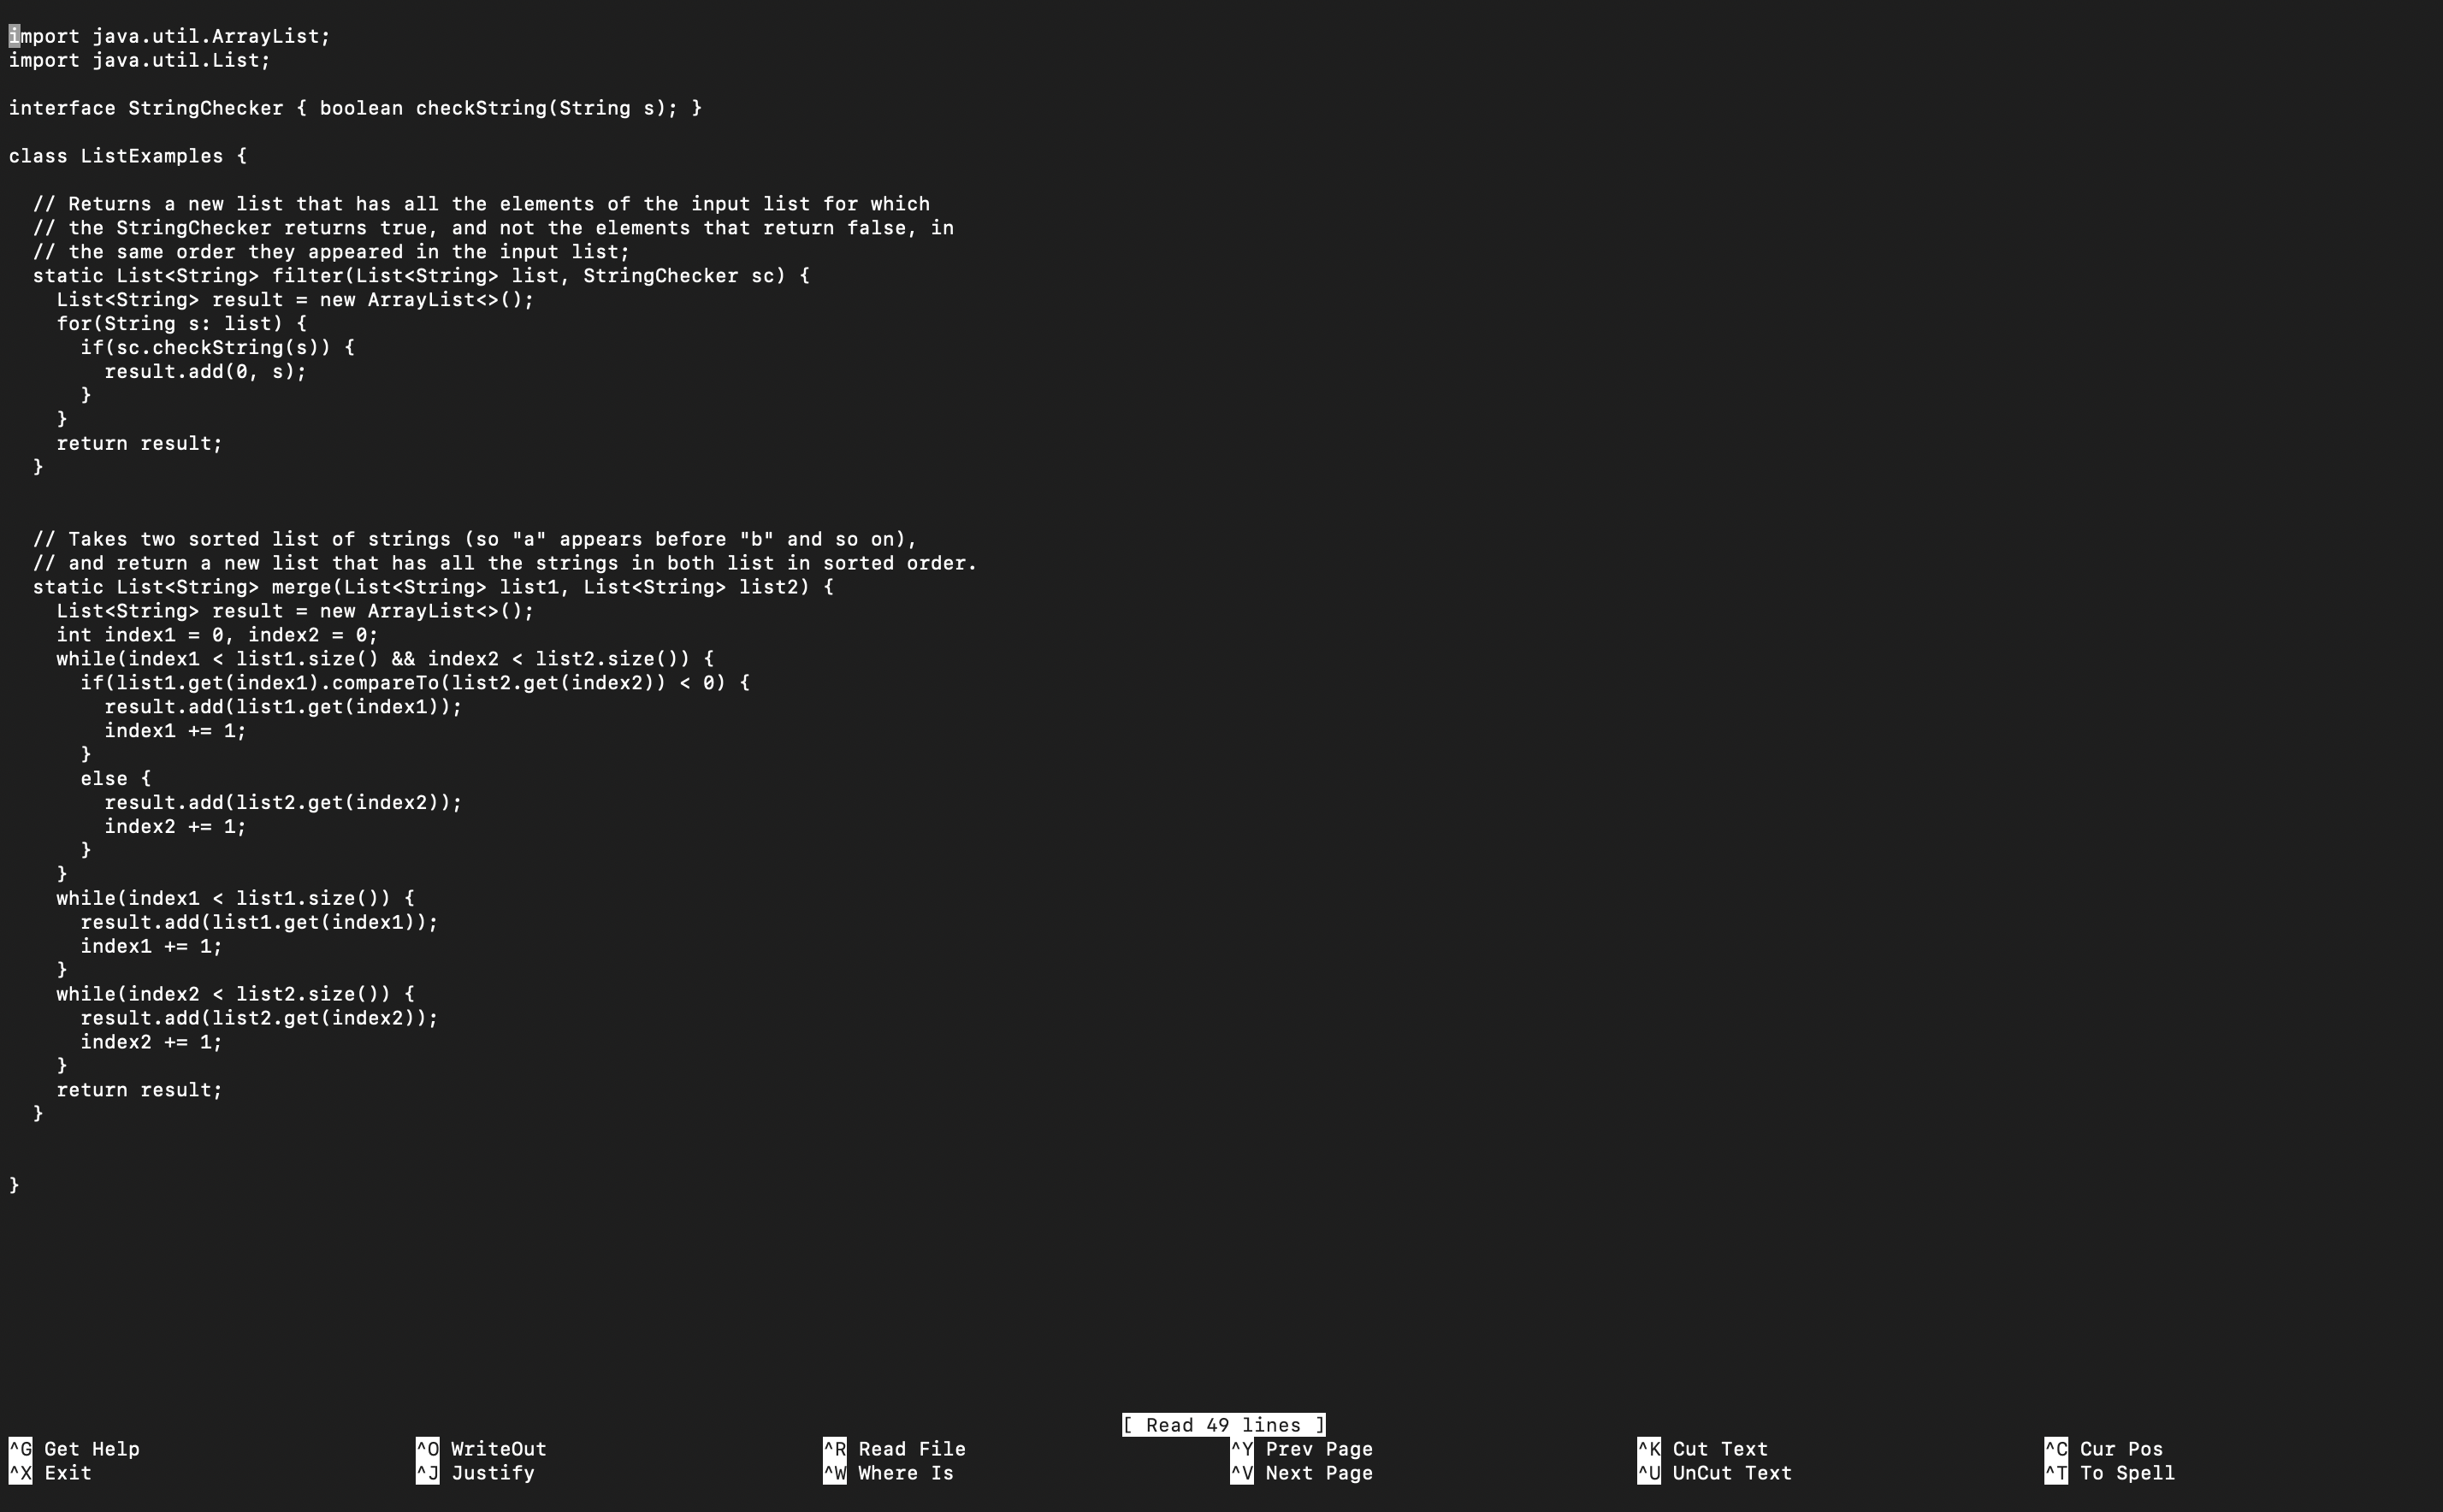 import java.util.ArrayList;
import java.util.List;

interface StringChecker { boolean checkString(String s); }

class ListExamples {

  // Returns a new list that has all the elements of the input list for which
  // the StringChecker returns true, and not the elements that return false, in
  // the same order they appeared in the input list;
  static List<String> filter(List<String> list, StringChecker sc) {
    List<String> result = new ArrayList<>();
    for(String s: list) {
      if(sc.checkString(s)) {
        result.add(0, s);
      }
    }
    return result;
  }


  // Takes two sorted list of strings (so "a" appears before "b" and so on),
  // and return a new list that has all the strings in both list in sorted order.
  static List<String> merge(List<String> list1, List<String> list2) {
    List<String> result = new ArrayList<>();
    int index1 = 0, index2 = 0;
    while(index1 < list1.size() && index2 < list2.size()) {
      if(list1.get(index1).compareTo(list2.get(index2)) < 0) {
        result.add(list1.get(index1));
        index1 += 1;
      }
      else {
        result.add(list2.get(index2));
        index2 += 1;
      }
    }
    while(index1 < list1.size()) {
      result.add(list1.get(index1));
      index1 += 1;
    }
    while(index2 < list2.size()) {
      result.add(list2.get(index2));
      index2 += 1;
    }
    return result;
  }


}

[ Read 49 lines ]
^G Get Help ^O WriteOut ^R Read File ^Y Prev Page ^K Cut Text ^C Cur Pos
^X Exit ^J Justify ^W Where Is ^V Next Page ^U UnCut Text ^T To Spell